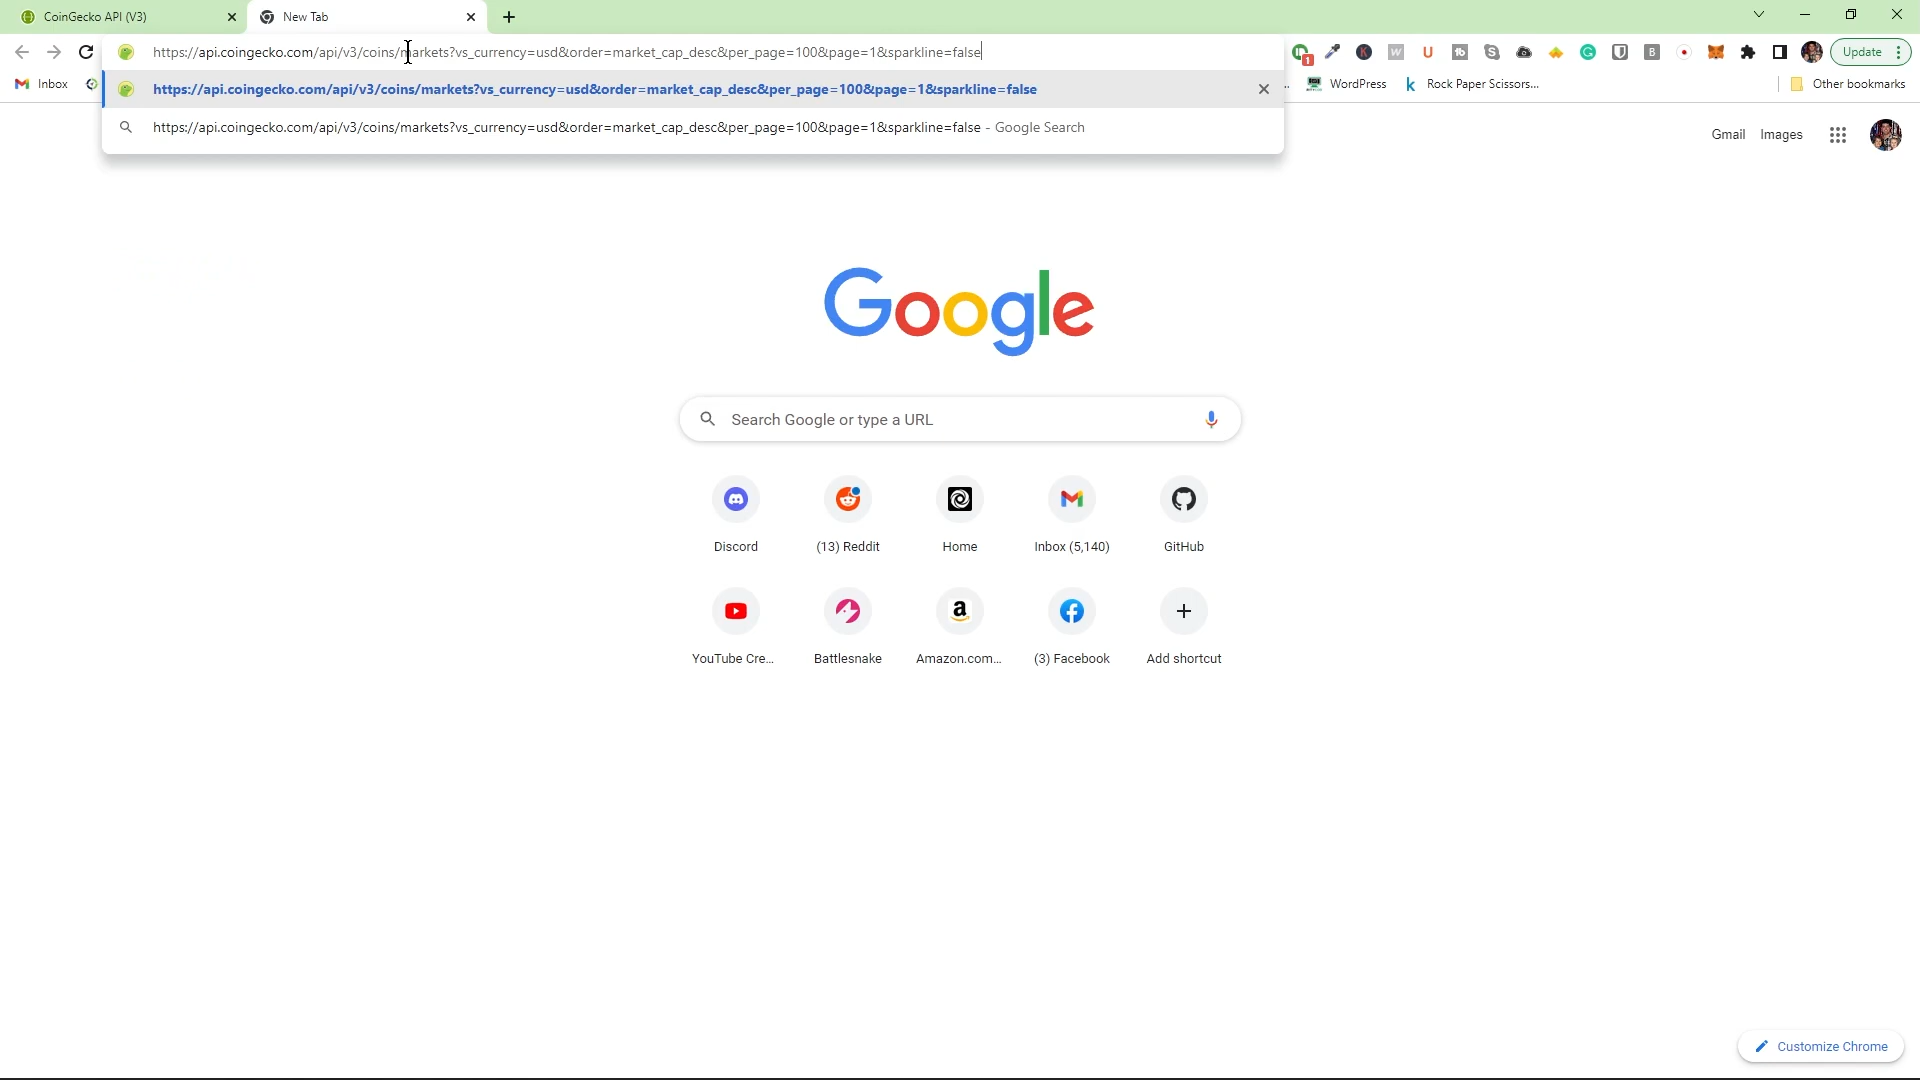 CoinGecko API (V3)
New Tab
https://api.coingecko.com/api/v3/coins/markets?vs_currency=usd&order=market_cap_desc&per_page=100&page=1&sparkline=false
1
Update
Inbox
https://api.coingecko.com/api/v3/coins/markets?vs_currency=usd&order=market_cap_desc&per_page=100&page=1&sparkline=false
WordPress
Rock Paper Scissors...
Other bookmarks
https://api.coingecko.com/api/v3/coins/markets?vs_currency=usd&order=market_cap_desc&per_page=100&page=1&sparkline=false - Google Search
Gmail
Images
Google
Search Google or type a URL
Discord
(13) Reddit
Home
Inbox (5,140)
GitHub
YouTube Cre...
Battlesnake
Amazon.com...
(3) Facebook
Add shortcut
Customize Chrome